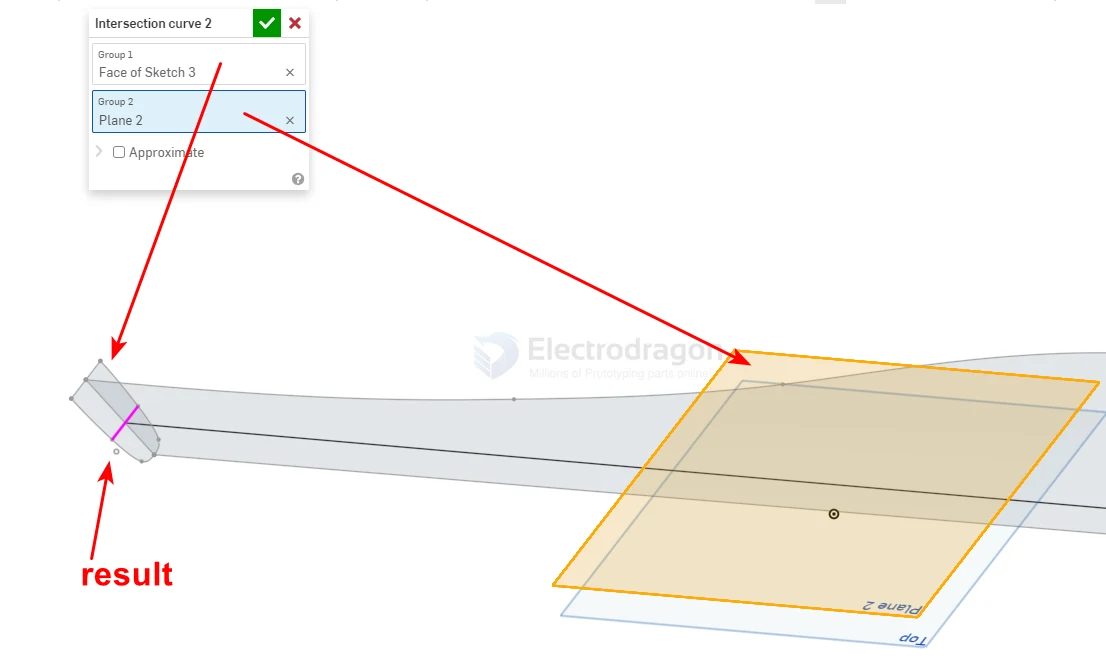 Intersection curve 2
Group 1
Face of Sketch 3
Group 2
Plane 2
Approximate
Electrodragon
Millions of Prototyping parts online!
result
Plane 2
Top